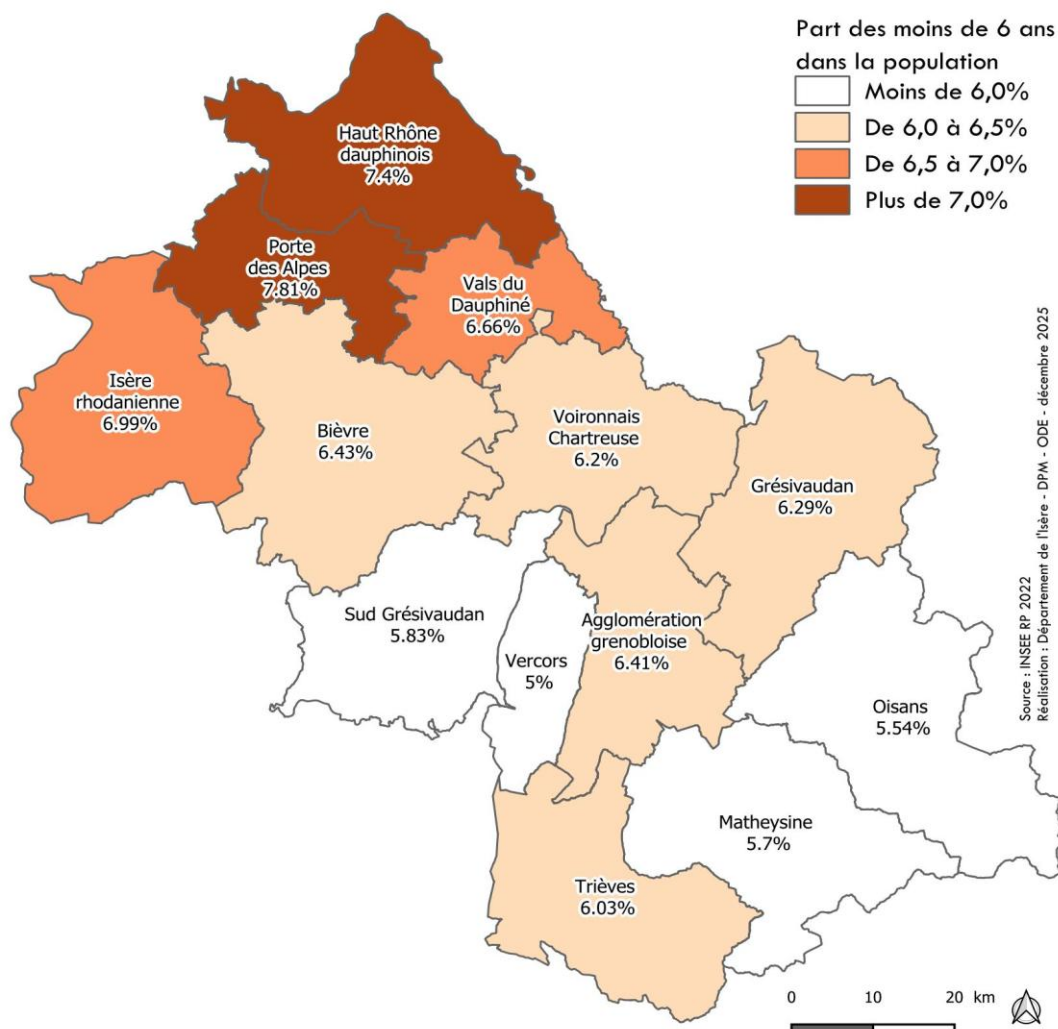 Part des moins de 6 ans
dans la population
Moins de 6,0%
De 6,0 à 6,5%
De 6,5 à 7,0%
Plus de 7,0%
Haut Rhône
dauphinois
7.4%
Porte
des Alpes
7.81%
Vals du
Dauphiné
6.66%
Isère
rhodanienne
6.99%
Bièvre
6.43%
Voironnais
Chartreuse
6.2%
Grésivaudan
6.29%
Sud Grésivaudan
5.83%
Vercors
5%
Agglomération
grenobloise
6.41%
Oisans
5.54%
Matheysine
5.7%
Trièves
6.03%
Source : INSEE RP 2022
Réalisation : Département de l'Isère - DPM - ODE - décembre 2025
0 10 20 km